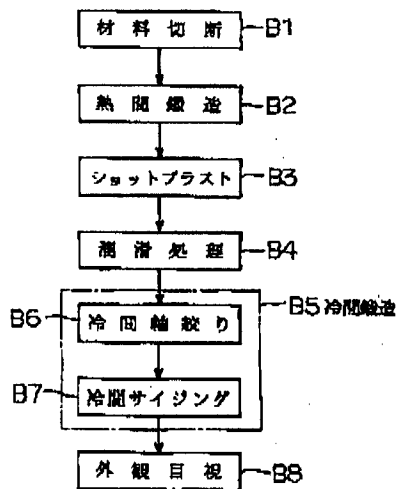 材料切断 B1
熱間鍛造 B2
ショットブラスト B3
潤滑処理 B4
B5 冷間鍛造
B6 冷間軸絞り
B7 冷間サイジング
外観目視 B8